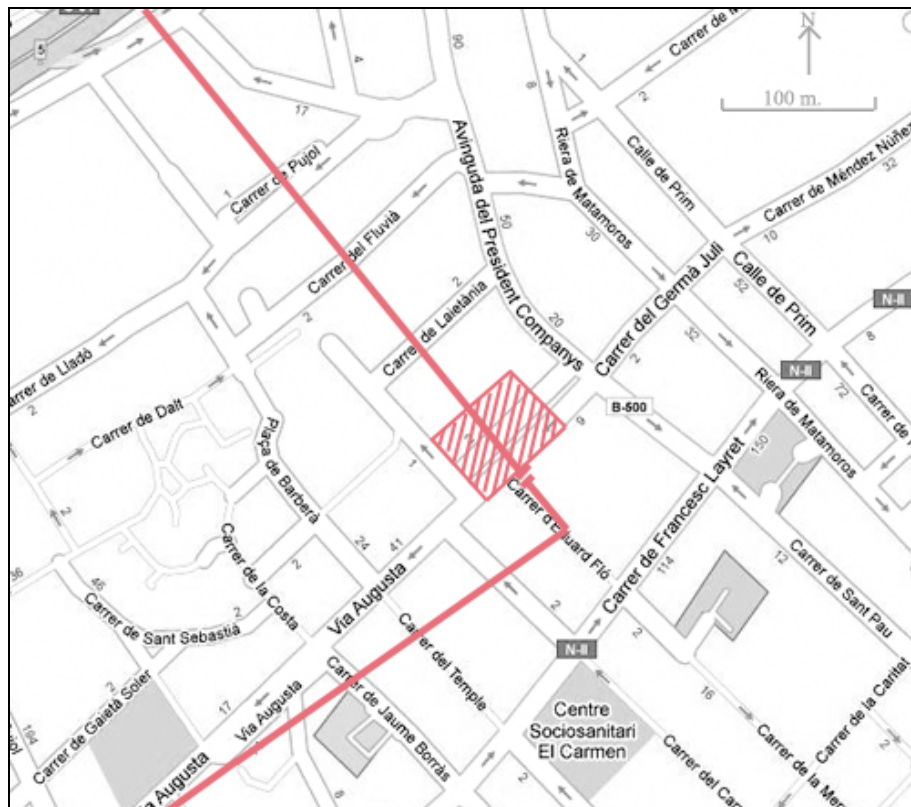 5
4
90
1
8
2
Carrer de M
N
100 m.
17
Carrer de Pujol
1
Avinguda del President Companys
Riera de Matamoros
Calle de Prim
Carrer de Méndez Núñez
32
10
50
30
Carrer del Fluvià
2
Carrer de Laietània
2
20
Carrer del Germà Juli
2
52
Calle de Prim
N-II
8
32
N-II
72
Riera de Matamoros
arrer de Lladó
2
Carrer de Dalt
Plaça de Barberà
B-500
9
1
150
Carrer d'Eduard Fló
Carrer de Francesc Layret
114
2
36
46
Carrer de la Costa
2
24
41
Via Augusta
12
Carrer de Sant Pau
Carrer de Sant Sebastià
2
Carrer del Temple
2
2
N-II
16
Carrer de Gaietà Soler
2
17
Via Augusta
Carrer de Jaume Borràs
Centre
Sociosanitari
El Carmen
Carrer de la Caritat
2
194
Via Augusta
8
2
Carrer del Car
Carrer de la Mer